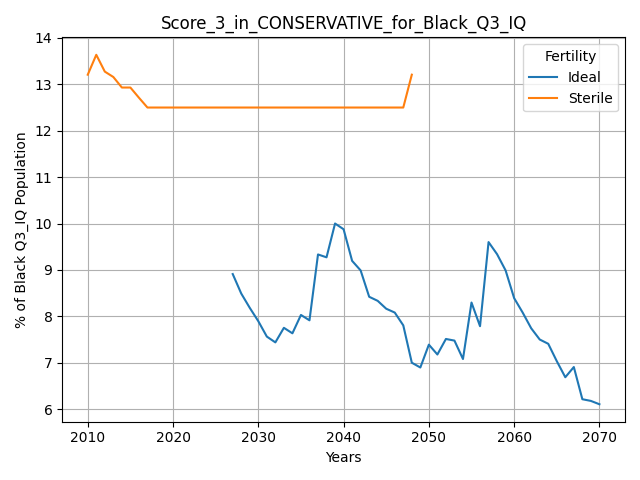 Score_3_in_CONSERVATIVE_for_Black_Q3_IQ
% of Black Q3_IQ Population
14
13
12
11
10
9
8
7
6
Fertility
Ideal
Sterile
2010 2020 2030 2040 2050 2060 2070
Years